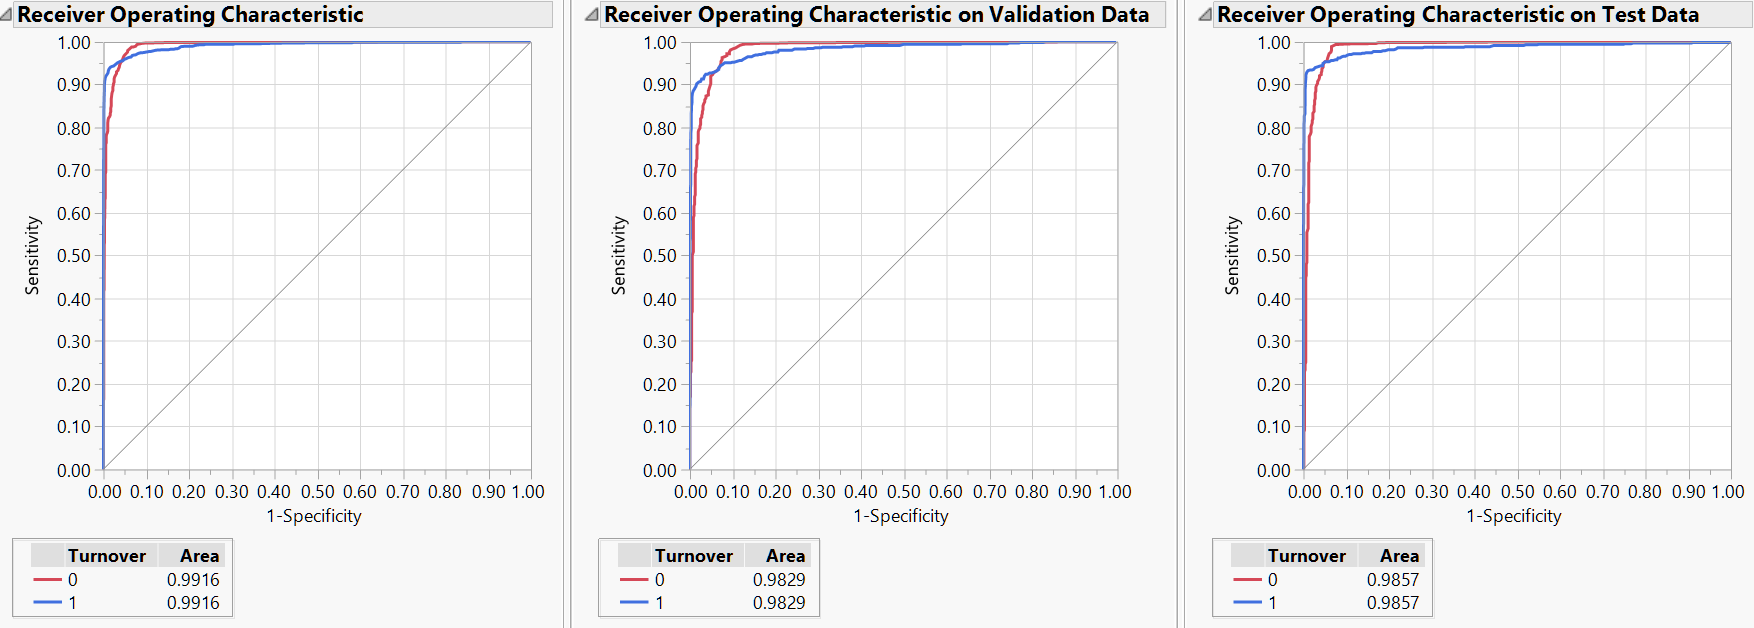 Receiver Operating Characteristic
1.00
0.90
0.80
0.70
0.60
0.50
0.40
0.30
0.20
0.10
0.00
Sensitivity
0.00 0.10 0.20 0.30 0.40 0.50 0.60 0.70 0.80 0.90 1.00
1-Specificity
Turnover Area
0 0.9916
1 0.9916
Receiver Operating Characteristic on Validation Data
1.00
0.90
0.80
0.70
0.60
0.50
0.40
0.30
0.20
0.10
0.00
Sensitivity
0.00 0.10 0.20 0.30 0.40 0.50 0.60 0.70 0.80 0.90 1.00
1-Specificity
Turnover Area
0 0.9829
1 0.9829
Receiver Operating Characteristic on Test Data
1.00
0.90
0.80
0.70
0.60
0.50
0.40
0.30
0.20
0.10
0.00
Sensitivity
0.00 0.10 0.20 0.30 0.40 0.50 0.60 0.70 0.80 0.90 1.00
1-Specificity
Turnover Area
0 0.9857
1 0.9857